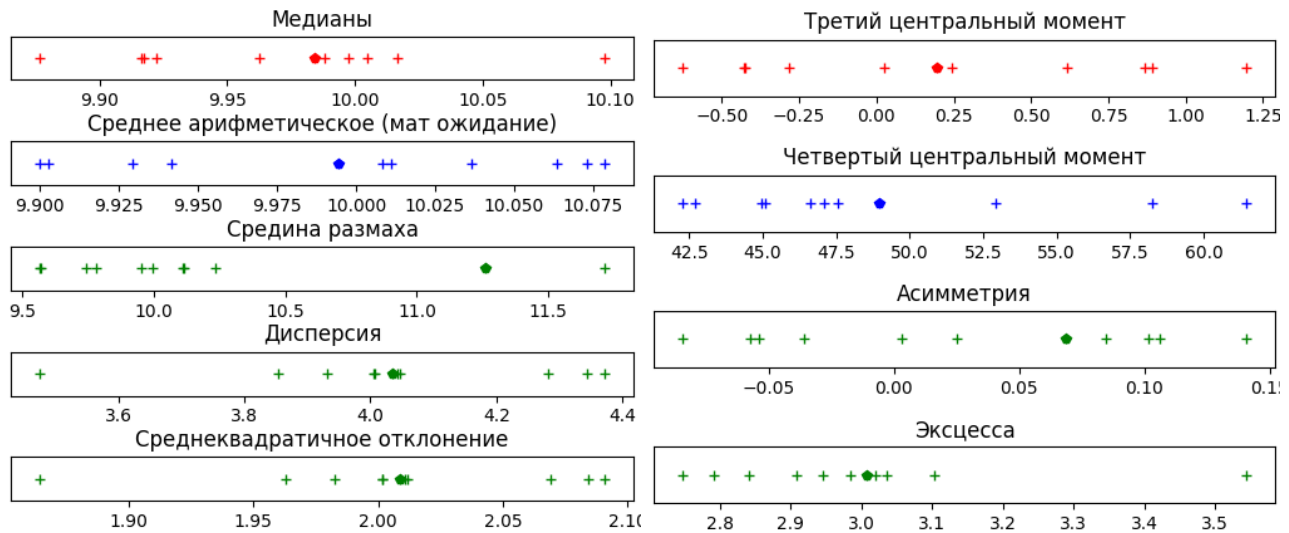 Медианы
9.90 9.95 10.00 10.05 10.10
Среднее арифметическое (мат ожидание)
9.900 9.925 9.950 9.975 10.000 10.025 10.050 10.075
Средина размаха
9.5 10.0 10.5 11.0 11.5
Дисперсия
3.6 3.8 4.0 4.2 4.4
Среднеквадратичное отклонение
1.90 1.95 2.00 2.05 2.10
Третий центральный момент
−0.50 −0.25 0.00 0.25 0.50 0.75 1.00 1.25
Четвертый центральный момент
42.5 45.0 47.5 50.0 52.5 55.0 57.5 60.0
Асимметрия
−0.05 0.00 0.05 0.10 0.15
Эксцесса
2.8 2.9 3.0 3.1 3.2 3.3 3.4 3.5